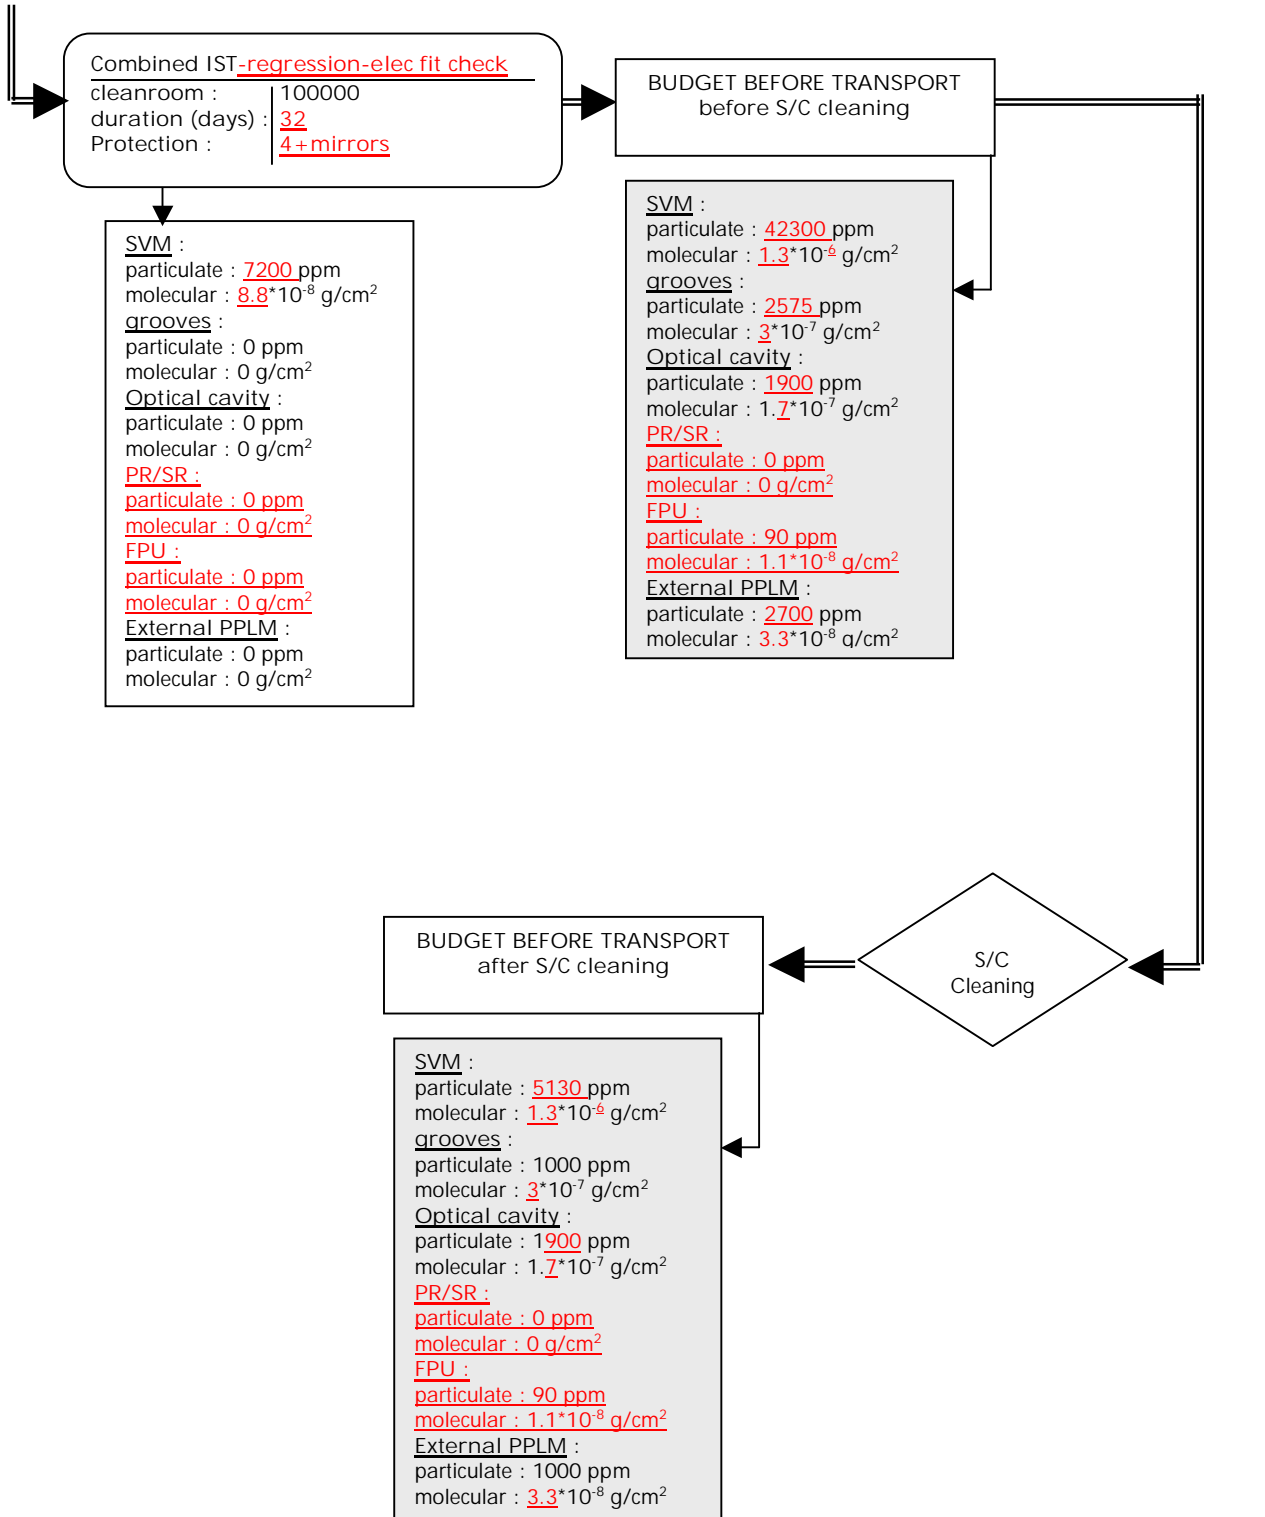 Combined IST-regression-elec fit check
cleanroom : 100000
duration (days) : 32
Protection : 4+mirrors
SVM :
particulate : 7200 ppm
molecular : 8.8*10⁻⁸ g/cm²
grooves :
particulate : 0 ppm
molecular : 0 g/cm²
Optical cavity :
particulate : 0 ppm
molecular : 0 g/cm²
PR/SR :
particulate : 0 ppm
molecular : 0 g/cm²
FPU :
particulate : 0 ppm
molecular : 0 g/cm²
External PPLM :
particulate : 0 ppm
molecular : 0 g/cm²
BUDGET BEFORE TRANSPORT
before S/C cleaning
SVM :
particulate : 42300 ppm
molecular : 1.3*10⁻⁶ g/cm²
grooves :
particulate : 2575 ppm
molecular : 3*10⁻⁷ g/cm²
Optical cavity :
particulate : 1900 ppm
molecular : 1.7*10⁻⁷ g/cm²
PR/SR :
particulate : 0 ppm
molecular : 0 g/cm²
FPU :
particulate : 90 ppm
molecular : 1.1*10⁻⁸ g/cm²
External PPLM :
particulate : 2700 ppm
molecular : 3.3*10⁻⁸ g/cm²
S/C
Cleaning
BUDGET BEFORE TRANSPORT
after S/C cleaning
SVM :
particulate : 5130 ppm
molecular : 1.3*10⁻⁶ g/cm²
grooves :
particulate : 1000 ppm
molecular : 3*10⁻⁷ g/cm²
Optical cavity :
particulate : 1900 ppm
molecular : 1.7*10⁻⁷ g/cm²
PR/SR :
particulate : 0 ppm
molecular : 0 g/cm²
FPU :
particulate : 90 ppm
molecular : 1.1*10⁻⁸ g/cm²
External PPLM :
particulate : 1000 ppm
molecular : 3.3*10⁻⁸ g/cm²